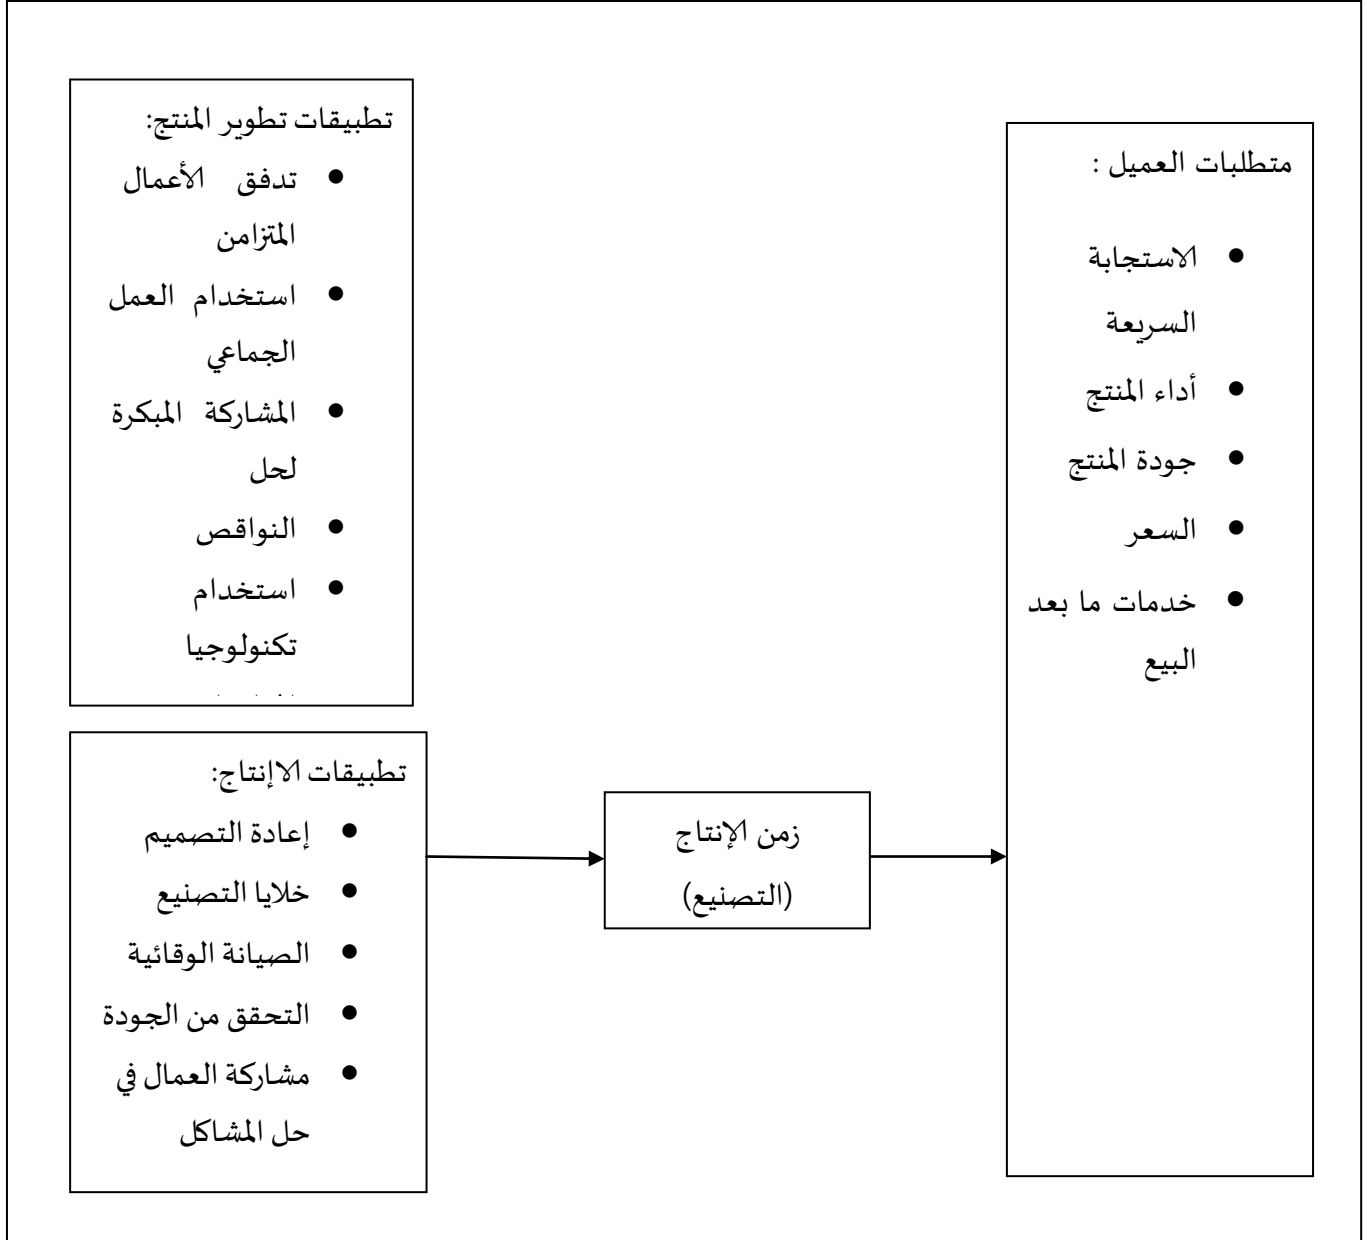 تطبيقات تطوير المنتج:
● تدفق الأعمال
المتزامن
● استخدام العمل
الجماعي
● المشاركة المبكرة
لحل
● النواقص
● استخدام
تكنولوجيا
متطلبات العميل :
● الاستجابة
السريعة
● أداء المنتج
● جودة المنتج
● السعر
● خدمات ما بعد
البيع
تطبيقات الاإنتاج:
● إعادة التصميم
● خلايا التصنيع
● الصيانة الوقائية
● التحقق من الجودة
● مشاركة العمال في
حل المشاكل
زمن الإنتاج
(التصنيع)